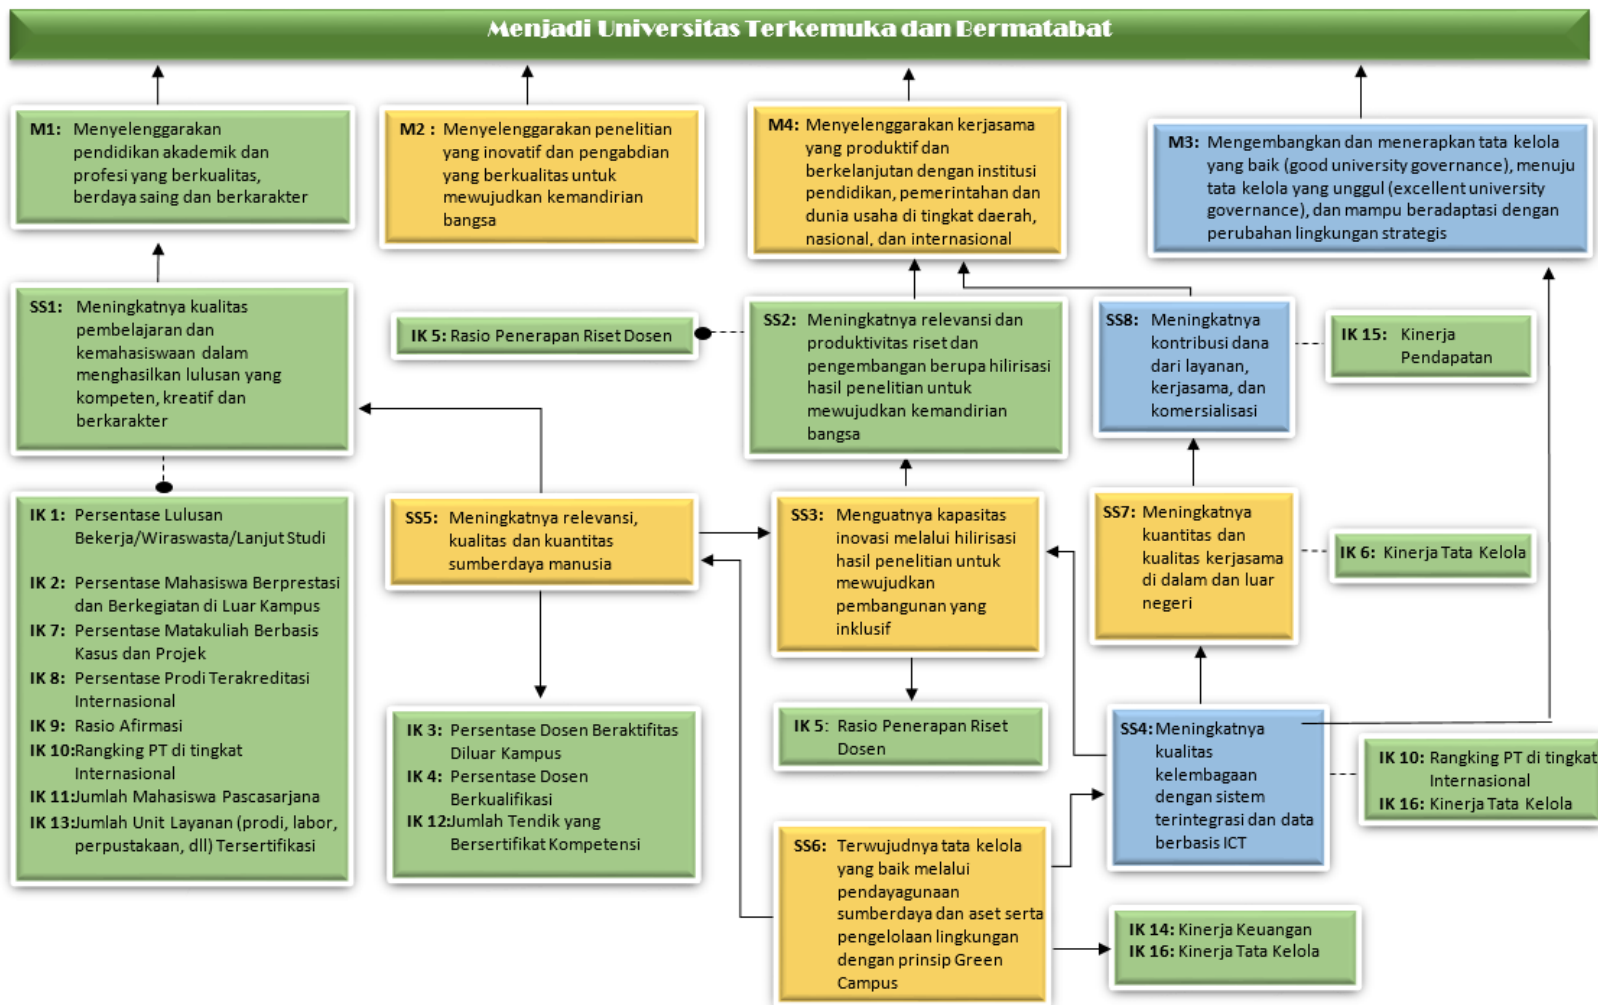 Menjadi Universitas Terkemuka dan Bermatabat
M1: Menyelenggarakan
pendidikan akademik dan
profesi yang berkualitas,
berdaya saing dan berkarakter
M2 : Menyelenggarakan penelitian
yang inovatif dan pengabdian
yang berkualitas untuk
mewujudkan kemandirian
bangsa
M4: Menyelenggarakan kerjasama
yang produktif dan
berkelanjutan dengan institusi
pendidikan, pemerintahan dan
dunia usaha di tingkat daerah,
nasional, dan internasional
M3: Mengembangkan dan menerapkan tata kelola
yang baik (good university governance), menuju
tata kelola yang unggul (excellent university
governance), dan mampu beradaptasi dengan
perubahan lingkungan strategis
SS1: Meningkatnya kualitas
pembelajaran dan
kemahasiswaan dalam
menghasilkan lulusan yang
kompeten, kreatif dan
berkarakter
IK 5: Rasio Penerapan Riset Dosen
SS2: Meningkatnya relevansi dan
produktivitas riset dan
pengembangan berupa hilirisasi
hasil penelitian untuk
mewujudkan kemandirian
bangsa
SS8: Meningkatnya
kontribusi dana
dari layanan,
kerjasama, dan
komersialisasi
IK 15: Kinerja
Pendapatan
IK 1: Persentase Lulusan
Bekerja/Wiraswasta/Lanjut Studi
IK 2: Persentase Mahasiswa Berprestasi
dan Berkegiatan di Luar Kampus
IK 7: Persentase Matakuliah Berbasis
Kasus dan Projek
IK 8: Persentase Prodi Terakreditasi
Internasional
IK 9: Rasio Afirmasi
IK 10: Rangking PT di tingkat
Internasional
IK 11: Jumlah Mahasiswa Pascasarjana
IK 13: Jumlah Unit Layanan (prodi, labor,
perpustakaan, dll) Tersertifikasi
SS5: Meningkatnya relevansi,
kualitas dan kuantitas
sumberdaya manusia
SS3: Menguatnya kapasitas
inovasi melalui hilirisasi
hasil penelitian untuk
mewujudkan
pembangunan yang
inklusif
SS7: Meningkatnya
kuantitas dan
kualitas kerjasama
di dalam dan luar
negeri
IK 6: Kinerja Tata Kelola
IK 3: Persentase Dosen Beraktifitas
Diluar Kampus
IK 4: Persentase Dosen
Berkualifikasi
IK 12: Jumlah Tendik yang
Bersertifikat Kompetensi
IK 5: Rasio Penerapan Riset
Dosen
SS4: Meningkatnya
kualitas
kelembagaan
dengan sistem
terintegrasi dan data
berbasis ICT
IK 10: Rangking PT di tingkat
Internasional
IK 16: Kinerja Tata Kelola
SS6: Terwujudnya tata kelola
yang baik melalui
pendayagunaan
sumberdaya dan aset serta
pengelolaan lingkungan
dengan prinsip Green
Campus
IK 14: Kinerja Keuangan
IK 16: Kinerja Tata Kelola